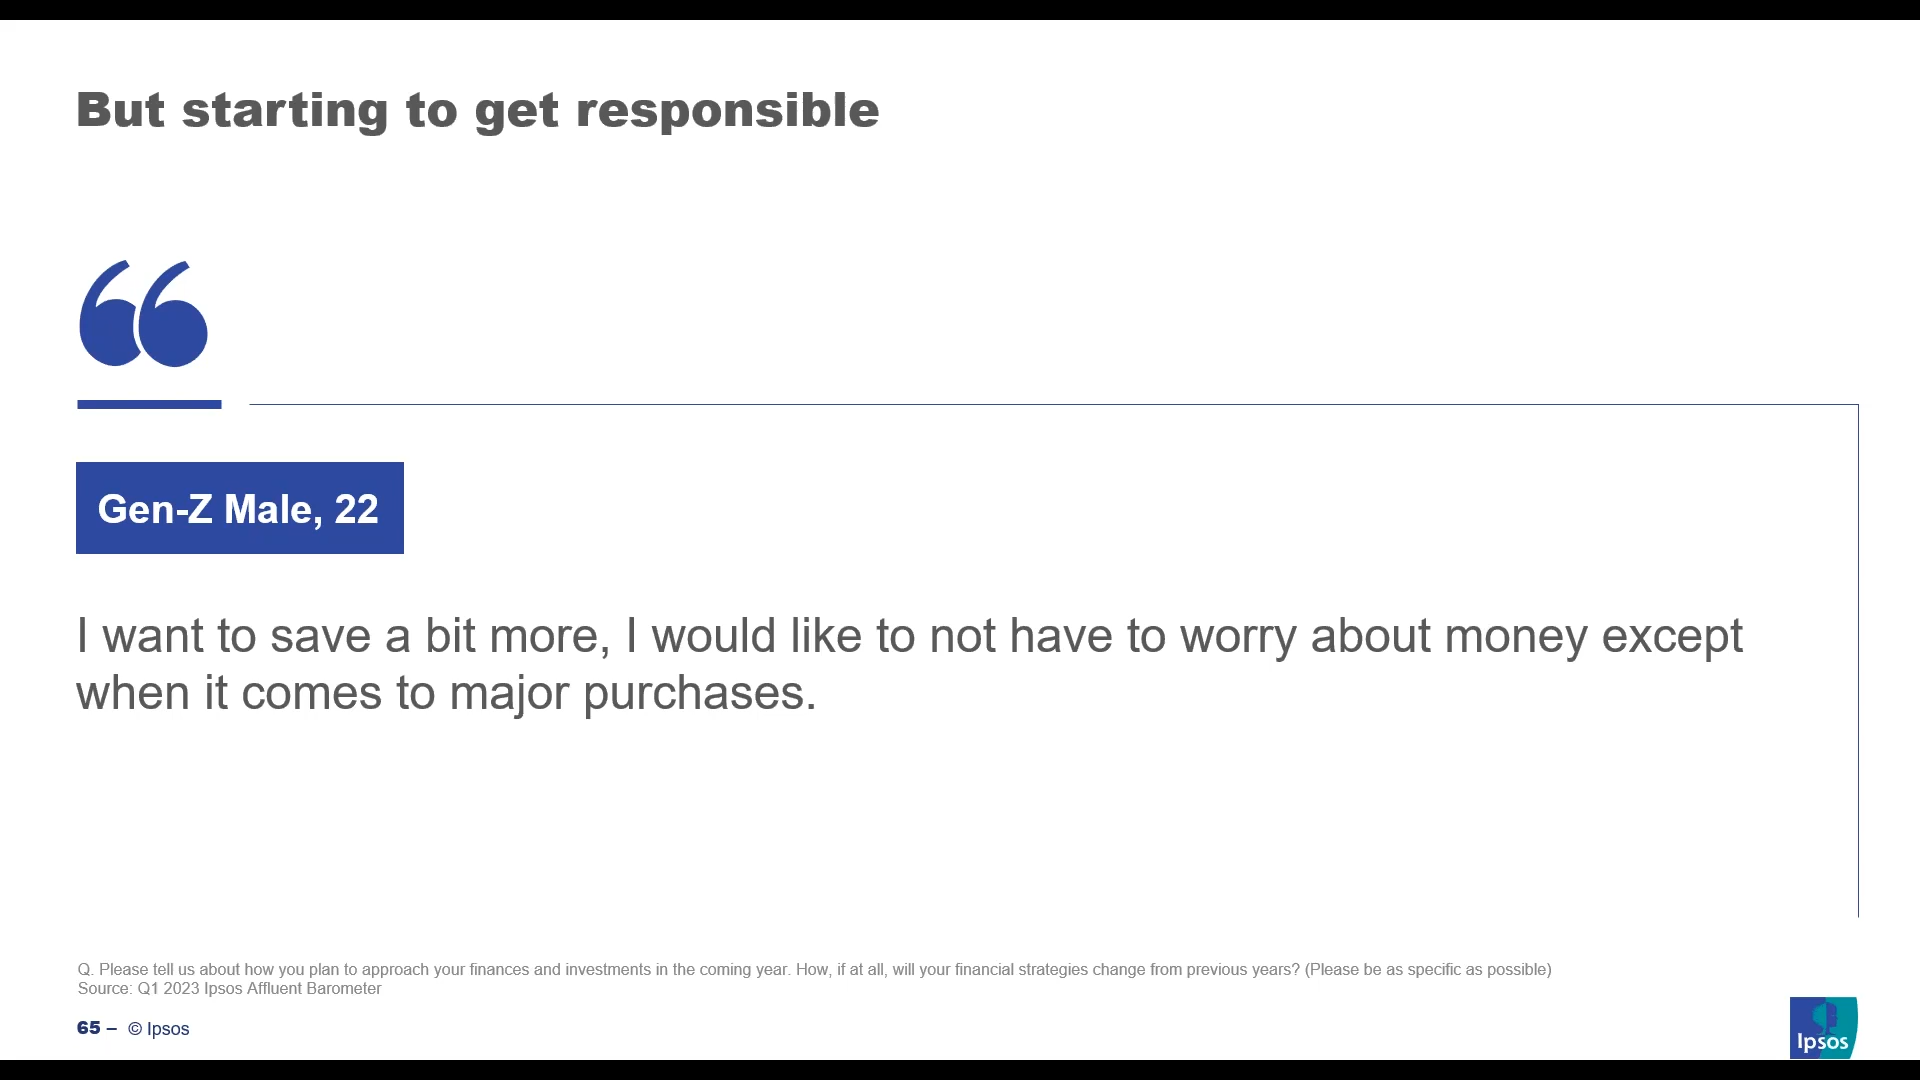 But starting to get responsible
Gen-Z Male, 22
I want to save a bit more, I would like to not have to worry about money except
when it comes to major purchases.
Q. Please tell us about how you plan to approach your finances and investments in the coming year. How, if at all, will your financial strategies change from previous years? (Please be as specific as possible)
Source: Q1 2023 Ipsos Affluent Barometer
65 – © Ipsos
Ipsos